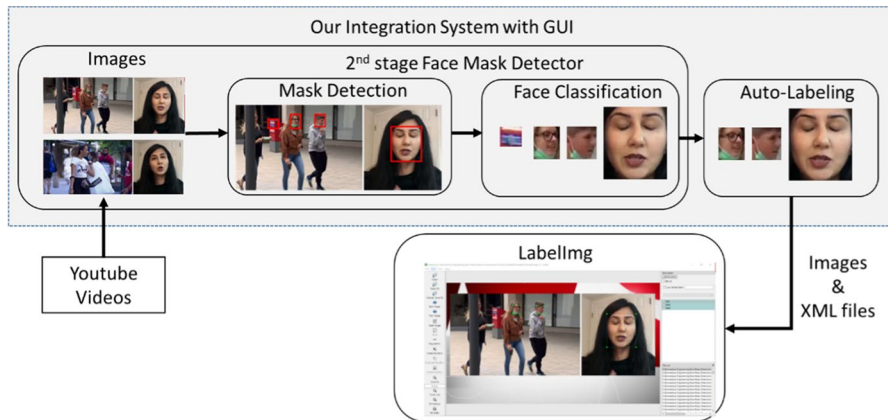 Our Integration System with GUI
Images
2nd stage Face Mask Detector
Mask Detection
Face Classification
Auto-Labeling
Youtube
Videos
LabelImg
Images
&
XML files